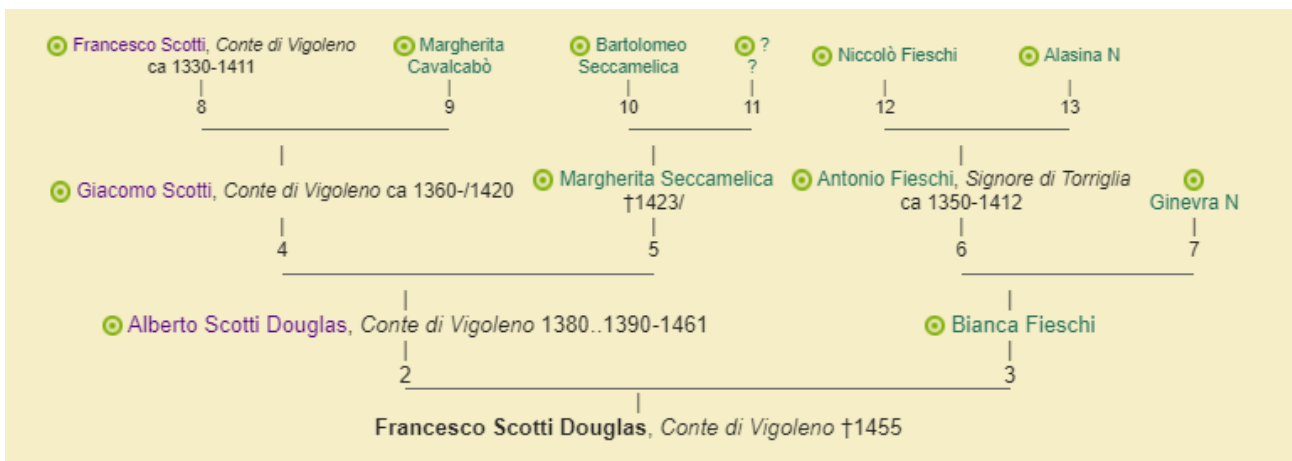 Francesco Scotti, Conte di Vigoleno
ca 1330-1411
Margherita
Cavalcabò
Bartolomeo
Seccamelica
?
?
Niccolò Fieschi
Alasina N
8
9
10
11
12
13
Giacomo Scotti, Conte di Vigoleno ca 1360-/1420
Margherita Seccamelica
†1423/
Antonio Fieschi, Signore di Torriglia
ca 1350-1412
Ginevra N
4
5
6
7
Alberto Scotti Douglas, Conte di Vigoleno 1380..1390-1461
Bianca Fieschi
2
3
Francesco Scotti Douglas, Conte di Vigoleno †1455